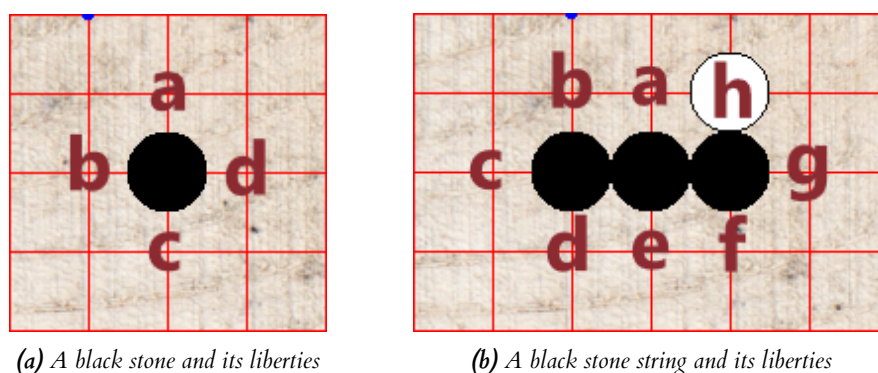 a
b d
c
b a h
c g
d e f
(a) A black stone and its liberties
(b) A black stone string and its liberties